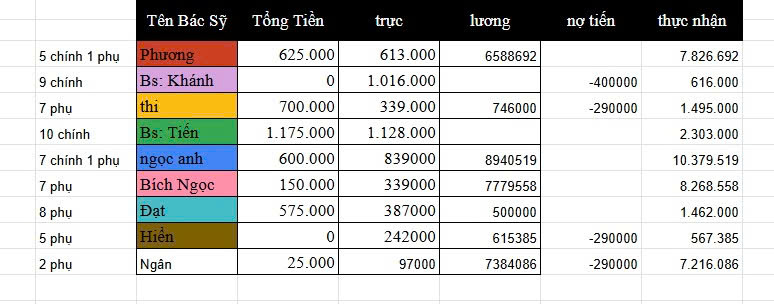 Tên Bác Sỹ Tổng Tiền trực lương nợ tiến thực nhận
5 chính 1 phụ Phương 625.000 613.000 6588692 7.826.692
9 chính Bs: Khánh 0 1.016.000 -400000 616.000
7 phụ thi 700.000 339.000 746000 -290000 1.495.000
10 chính Bs: Tiến 1.175.000 1.128.000 2.303.000
7 chính 1 phụ ngọc anh 600.000 839000 8940519 10.379.519
7 phụ Bích Ngọc 150.000 339000 7779558 8.268.558
8 phụ Đạt 575.000 387000 500000 1.462.000
5 phụ Hiền 0 242000 615385 -290000 567.385
2 phụ Ngân 25.000 97000 7384086 -290000 7.216.086